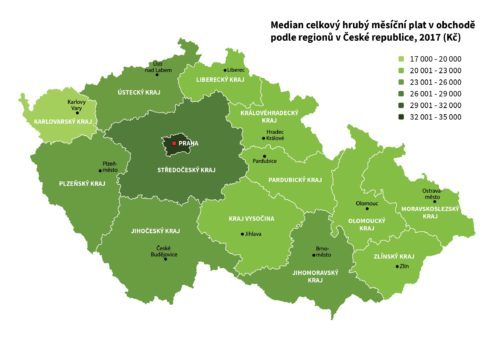 Median celkový hrubý měsíční plat v obchodě
podle regionů v České republice, 2017 (Kč)
17 000 - 20 000
20 001 - 23 000
23 001 - 26 000
26 001 - 29 000
29 001 - 32 000
32 001 - 35 000
Ústí
nad Labem
Liberec
LIBERECKÝ KRAJ
ÚSTECKÝ KRAJ
Karlovy
Vary
KARLOVARSKÝ KRAJ
KRÁLOVÉHRADECKÝ
KRAJ
Hradec
Králové
PRAHA
Pardubice
Plzeň-
město
STŘEDOČESKÝ KRAJ
PLZEŇSKÝ KRAJ
PARDUBICKÝ KRAJ
Ostrava-
město
MORAVSKOSLEZSKÝ
KRAJ
Olomouc
OLOMOUCKÝ
KRAJ
KRAJ VYSOČINA
JIHOČESKÝ KRAJ
Jihlava
České
Budějovice
Brno-
město
ZLÍNSKÝ KRAJ
Zlín
JIHOMORAVSKÝ
KRAJ